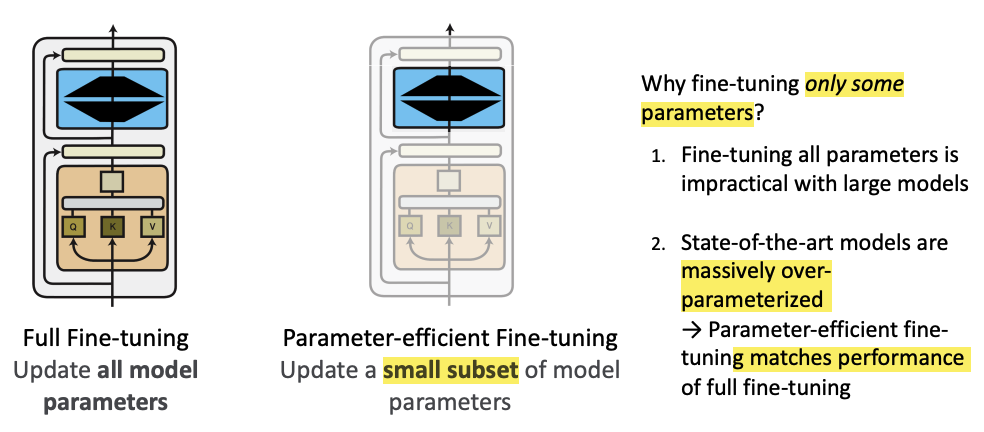 Q
K
V
Full Fine-tuning
Update all model
parameters
Q
K
V
Parameter-efficient Fine-tuning
Update a small subset of model
parameters
Why fine-tuning only some
parameters?
1. Fine-tuning all parameters is
impractical with large models
2. State-of-the-art models are
massively over-
parameterized
→ Parameter-efficient fine-
tuning matches performance
of full fine-tuning